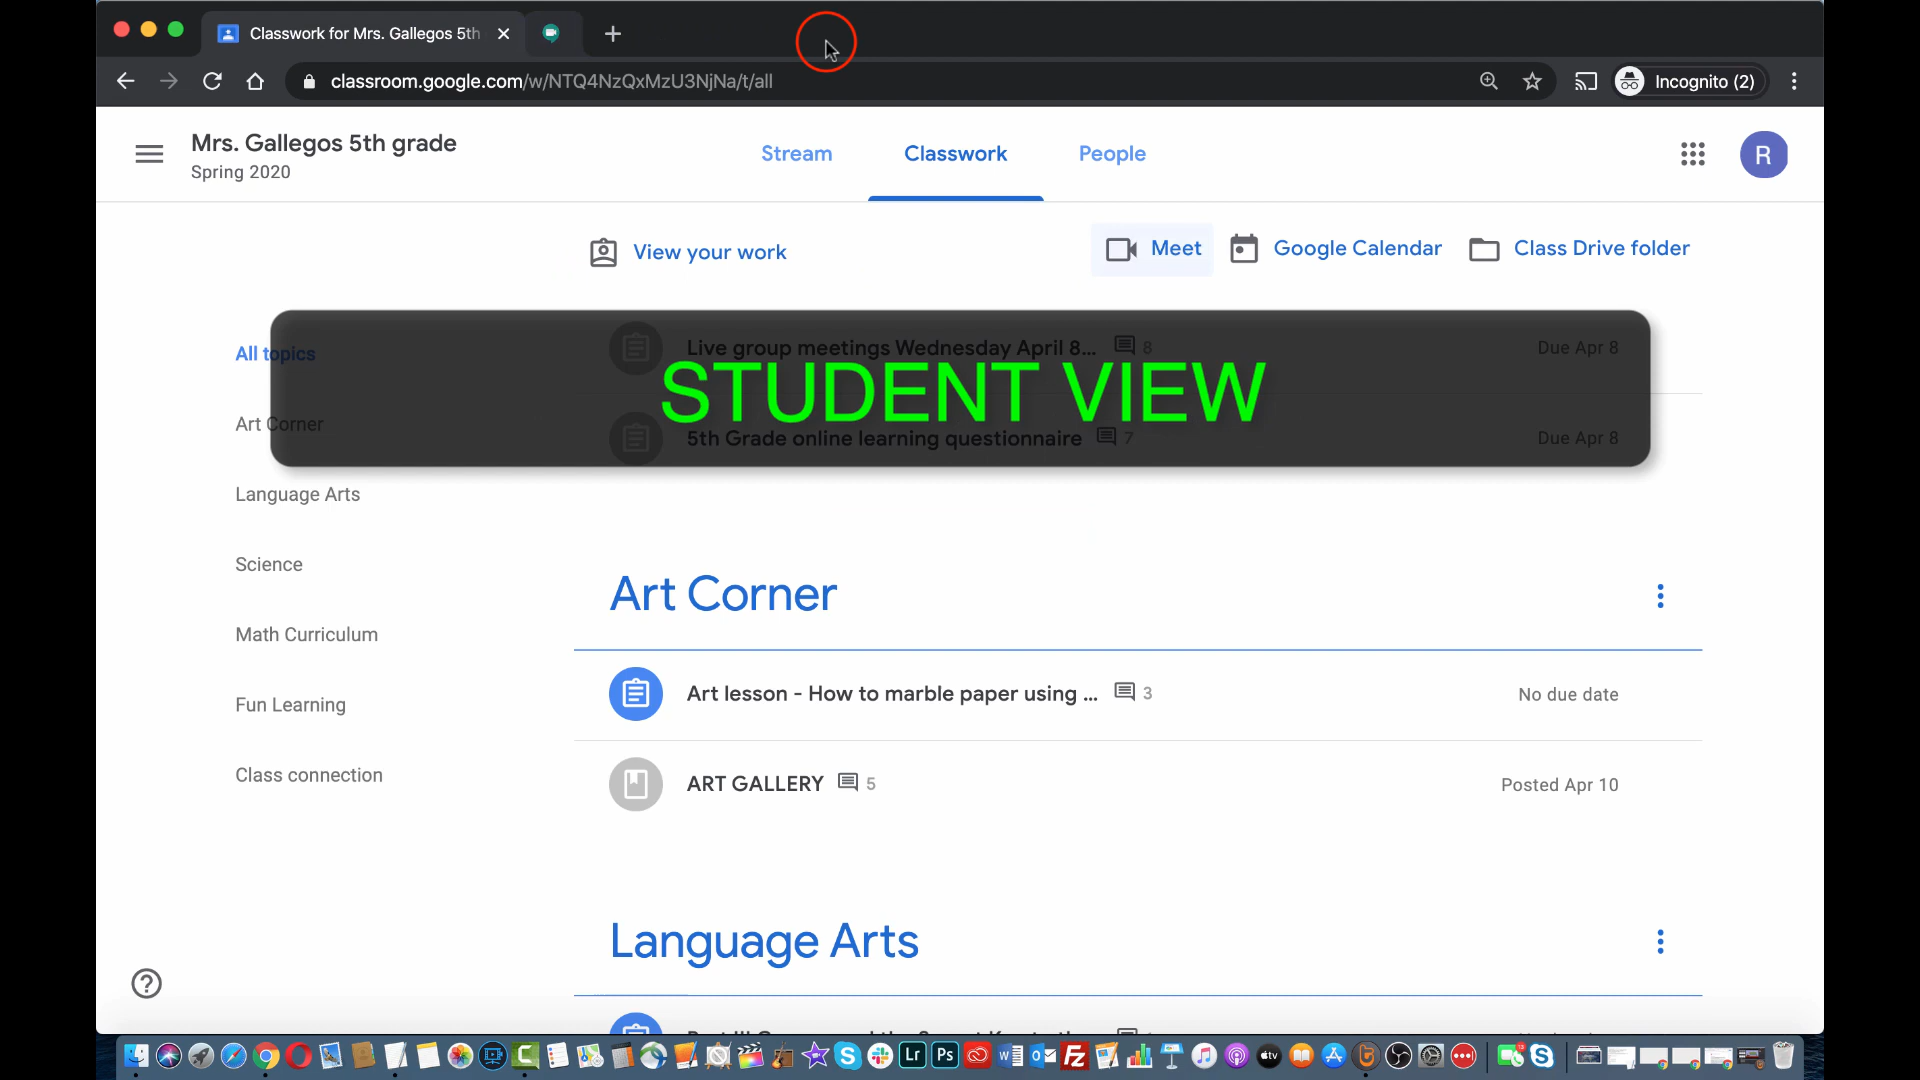 Classwork for Mrs. Gallegos 5th
classroom.google.com/w/NTQ4NzQxMzU3NjNa/t/all
Incognito (2)
Mrs. Gallegos 5th grade
Spring 2020
Stream
Classwork
People
R
View your work
Meet
Google Calendar
Class Drive folder
All topics
Art Corner
Language Arts
Science
Math Curriculum
Fun Learning
Class connection
Live group meetings Wednesday April 8...
8
Due Apr 8
STUDENT VIEW
5th Grade online learning questionnaire
7
Due Apr 8
Art Corner
Art lesson - How to marble paper using ...
3
No due date
ART GALLERY
5
Posted Apr 10
Language Arts
Lr
Ps
tv